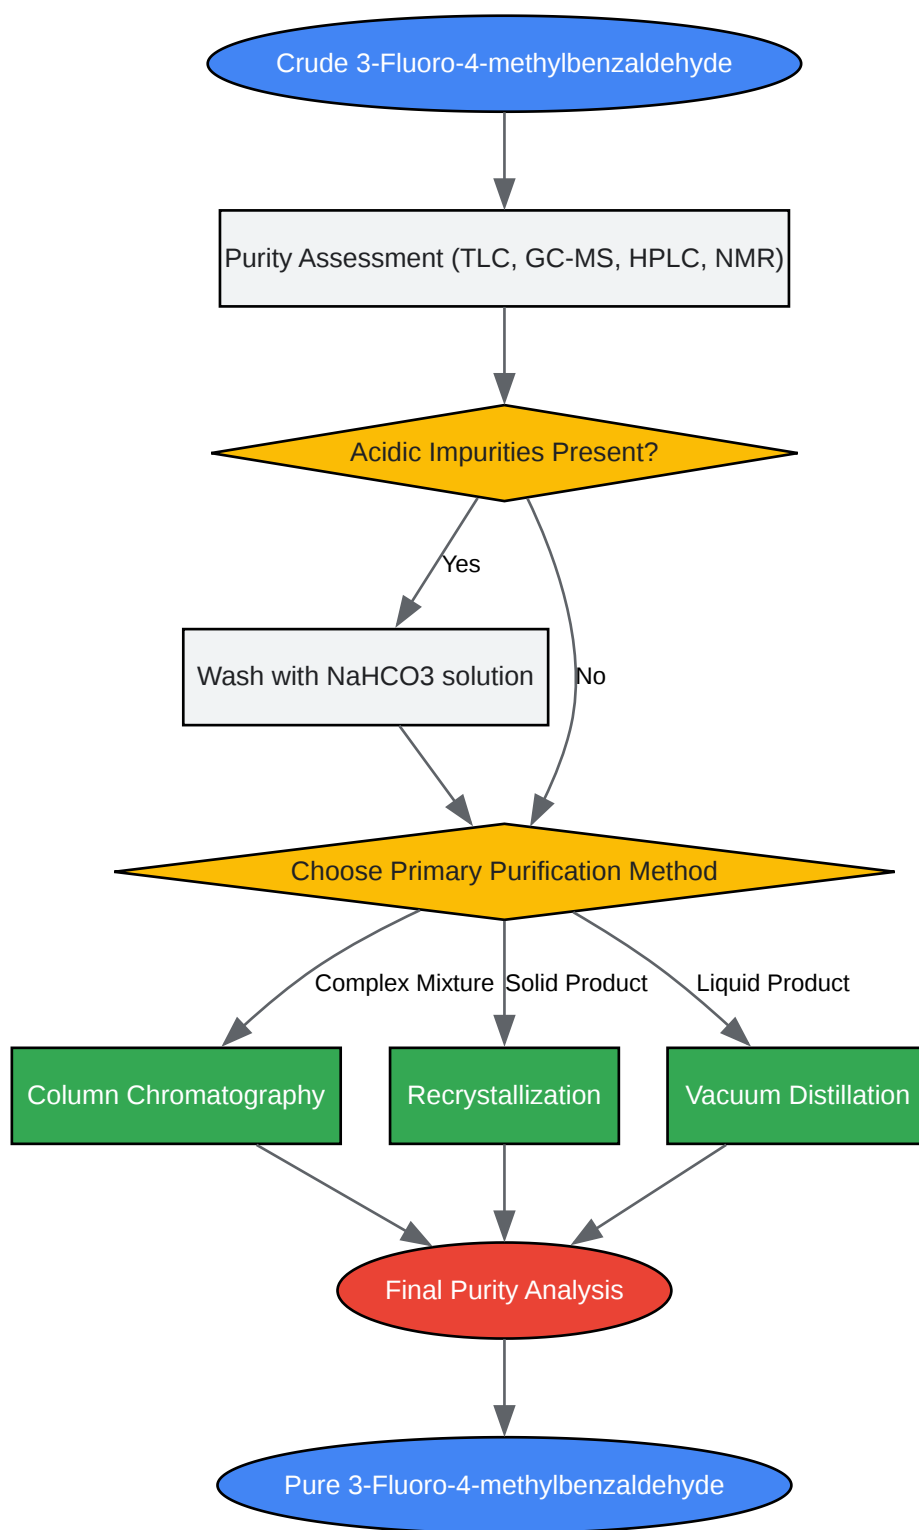 Crude 3-Fluoro-4-methylbenzaldehyde
Purity Assessment (TLC, GC-MS, HPLC, NMR)
Acidic Impurities Present?
Yes
Wash with NaHCO3 solution
No
Choose Primary Purification Method
Complex Mixture
Solid Product
Liquid Product
Column Chromatography
Recrystallization
Vacuum Distillation
Final Purity Analysis
Pure 3-Fluoro-4-methylbenzaldehyde